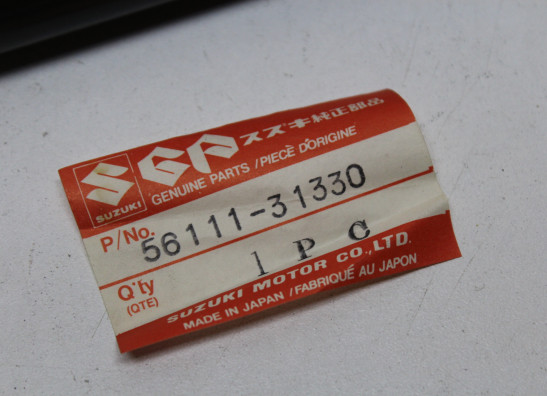 SGP スズキ純正部品
GENUINE PARTS / PIECE D'ORIGINE
SUZUKI
P/No. 56111-31330
Q'ty 1 PC
(QTE)
SUZUKI MOTOR CO., LTD.
MADE IN JAPAN / FABRIQUÉ AU JAPON